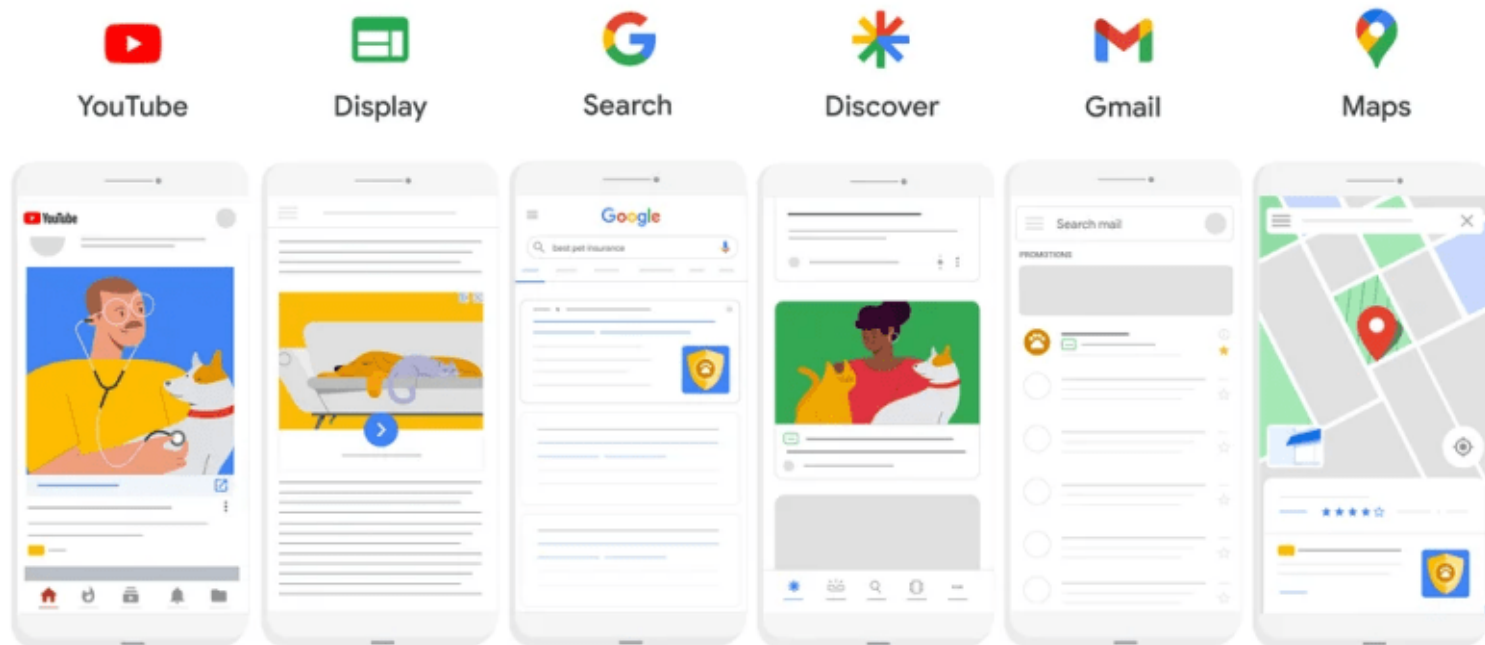 YouTube
Display
Search
Discover
Gmail
Maps
YouTube
Google
best pet insurance
Search mail
PROMOTIONS